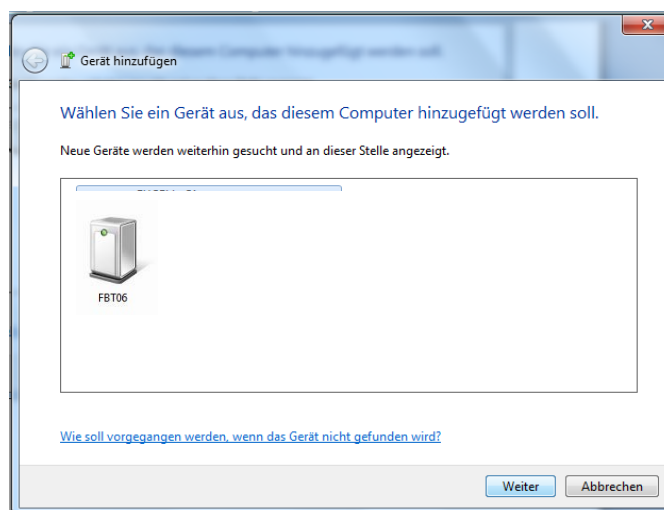 Gerät hinzufügen
Wählen Sie ein Gerät aus, das diesem Computer hinzugefügt werden soll.
Neue Geräte werden weiterhin gesucht und an dieser Stelle angezeigt.
FBT06
Wie soll vorgegangen werden, wenn das Gerät nicht gefunden wird?
Weiter
Abbrechen